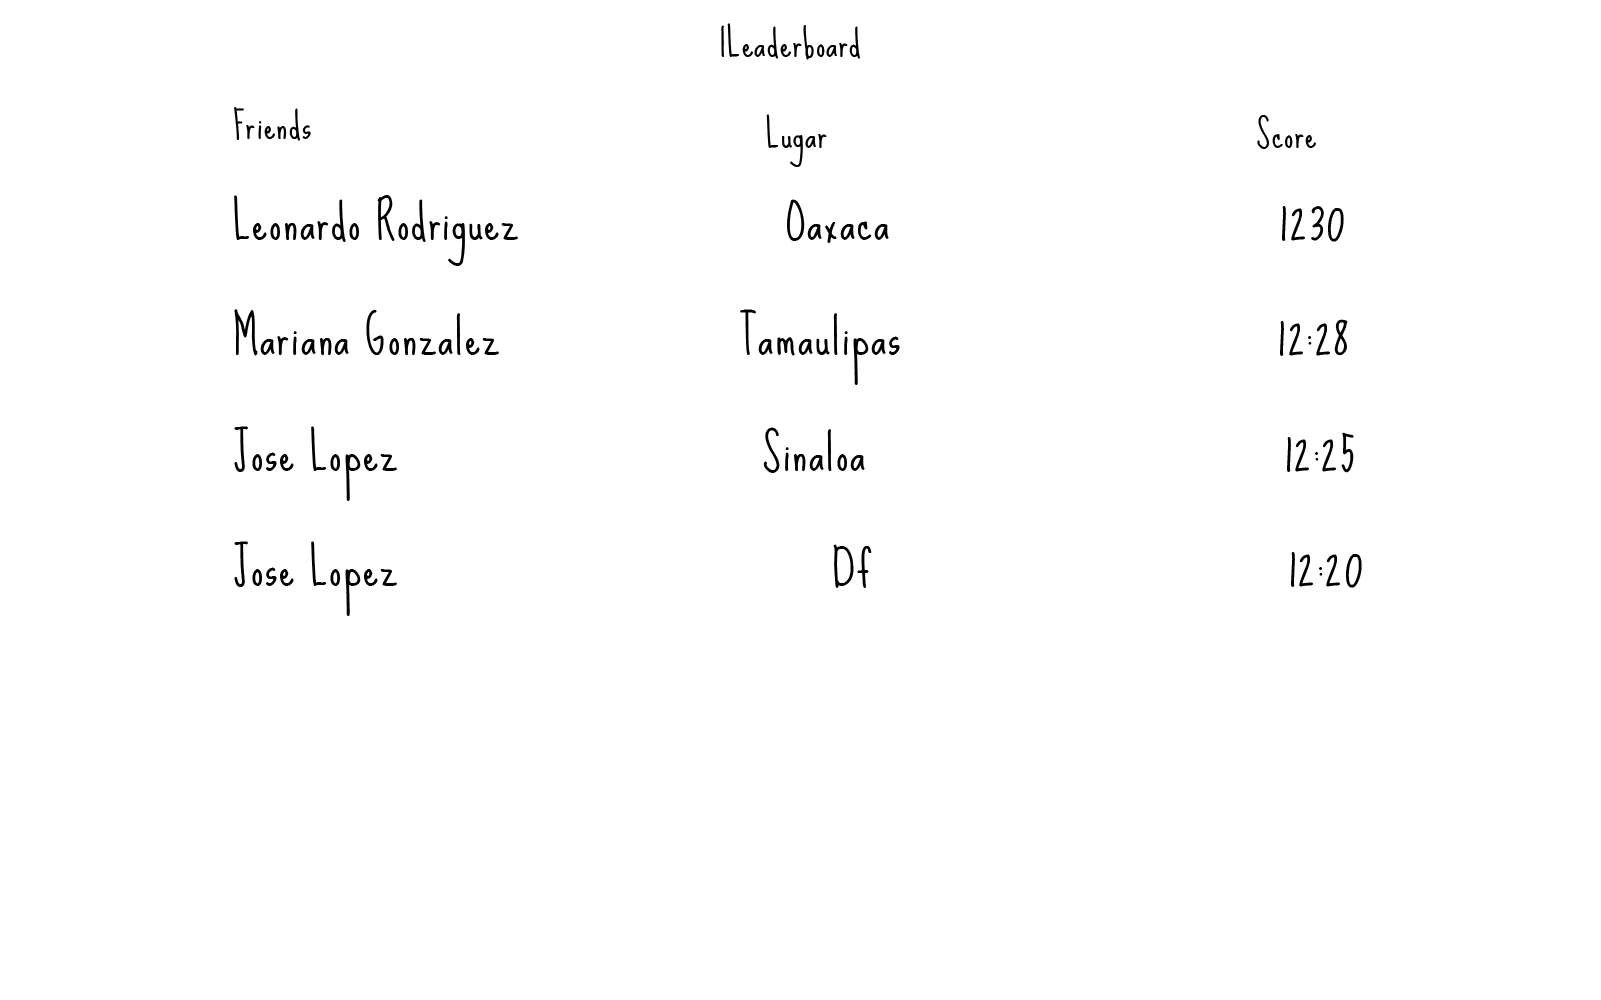 1Leaderboard
Friends Lugar Score
Leonardo Rodriguez Oaxaca 1230
Mariana Gonzalez Tamaulipas 12:28
Jose Lopez Sinaloa 12:25
Jose Lopez Df 12:20